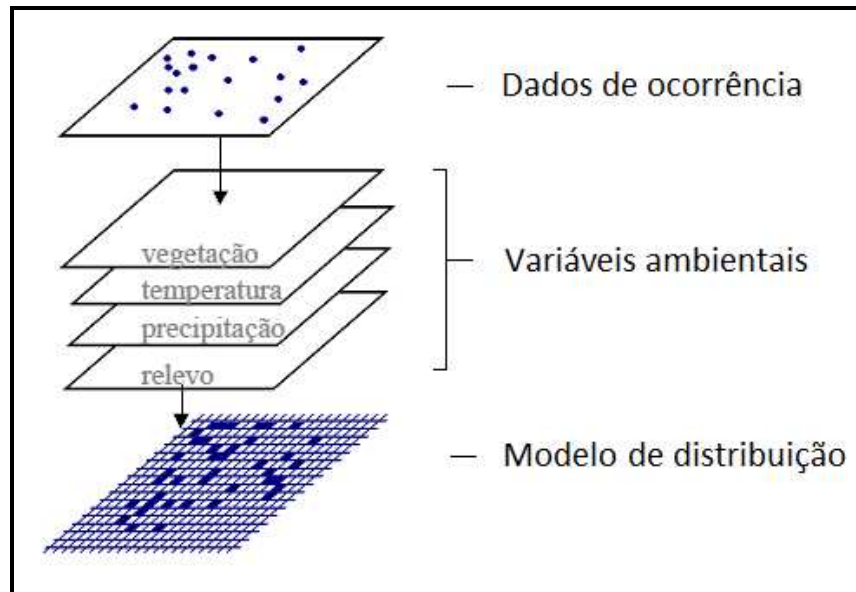 Dados de ocorrência
vegetação
temperatura
precipitação
relevo
Variáveis ambientais
Modelo de distribuição